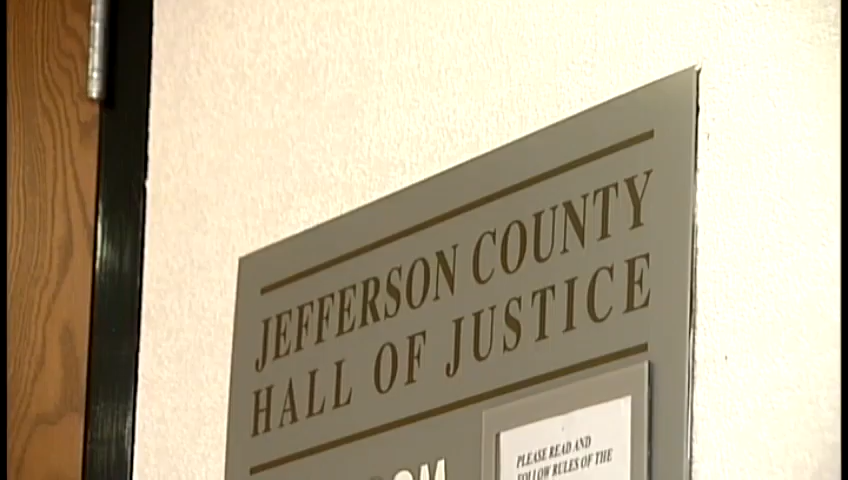 JEFFERSON COUNTY
HALL OF JUSTICE
PLEASE READ AND
FOLLOW RULES OF THE